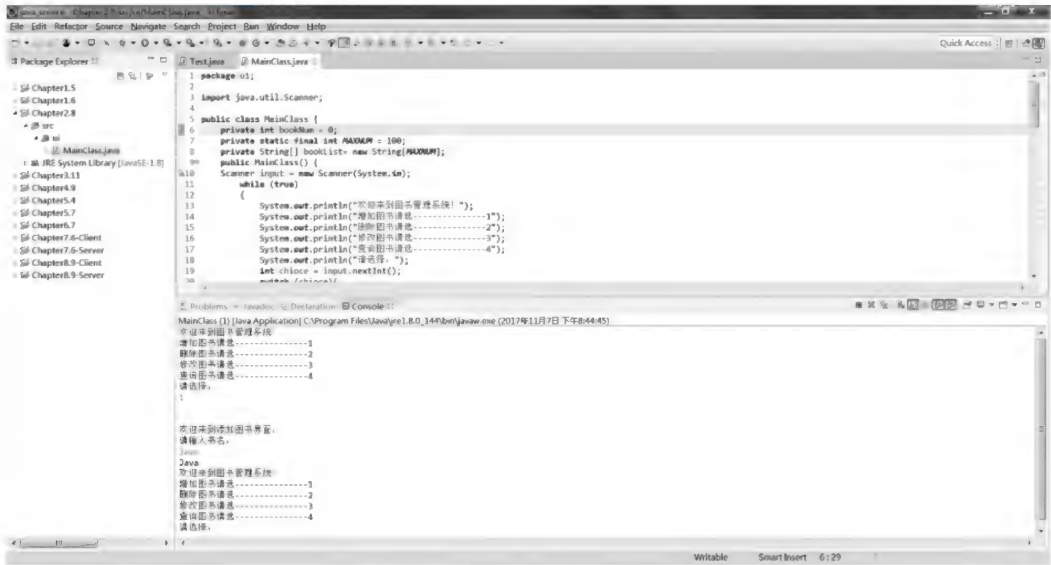 File Edit Refactor Source Navigate Search Project Run Window Help
Quick Access
Package Explorer
Chapter1.5
Chapter1.6
Chapter2.8
src
ui
MainClass.java
JRE System Library [JavaSE-1.8]
Chapter3.11
Chapter4.9
Chapter5.4
Chapter5.7
Chapter6.7
Chapter7.6-Client
Chapter7.6-Server
Chapter8.9-Client
Chapter8.9-Server
Test.java MainClass.java
1 package ui;
2
3 import java.util.Scanner;
4
5 public class MainClass {
6 private int bookNum = 0;
7 private static final int MAXNUM = 100;
8 private String[] bookList= new String[MAXNUM];
9 public MainClass() {
10 Scanner input = new Scanner(System.in);
11 while (true)
12 {
13 System.out.println("欢迎来到图书管理系统！");
14 System.out.println("增加图书请选---------------1");
15 System.out.println("删除图书请选---------------2");
16 System.out.println("修改图书请选---------------3");
17 System.out.println("查询图书请选---------------4");
18 System.out.println("请选择：");
19 int chioce = input.nextInt();
20 switch (chioce){
Problems Javadoc Declaration Console
MainClass (1) [Java Application] C:\Program Files\Java\jre1.8.0_144\bin\javaw.exe (2017年11月7日 下午8:44:45)
欢迎来到图书管理系统
增加图书请选---------------1
删除图书请选---------------2
修改图书请选---------------3
查询图书请选---------------4
请选择：
欢迎来到添加图书界面：
请输入书名：
Java
Java
欢迎来到图书管理系统
增加图书请选---------------1
删除图书请选---------------2
修改图书请选---------------3
查询图书请选---------------4
请选择：
Writable Smart Insert 6:29